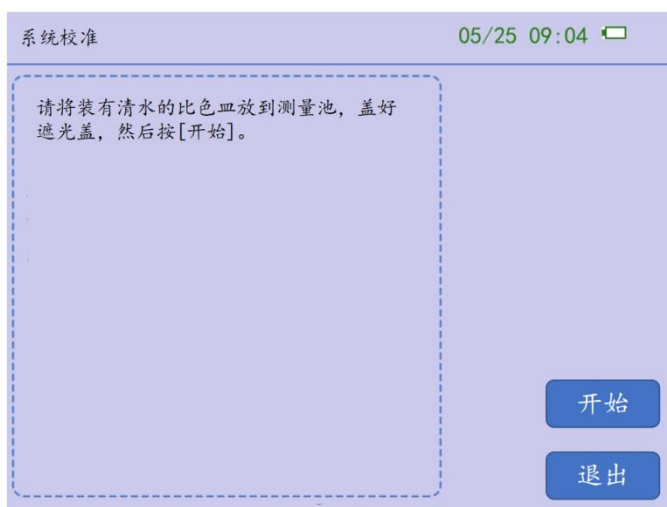 系统校准
05/25 09:04
请将装有清水的比色皿放到测量池，盖好
遮光盖，然后按[开始]。
开始
退出